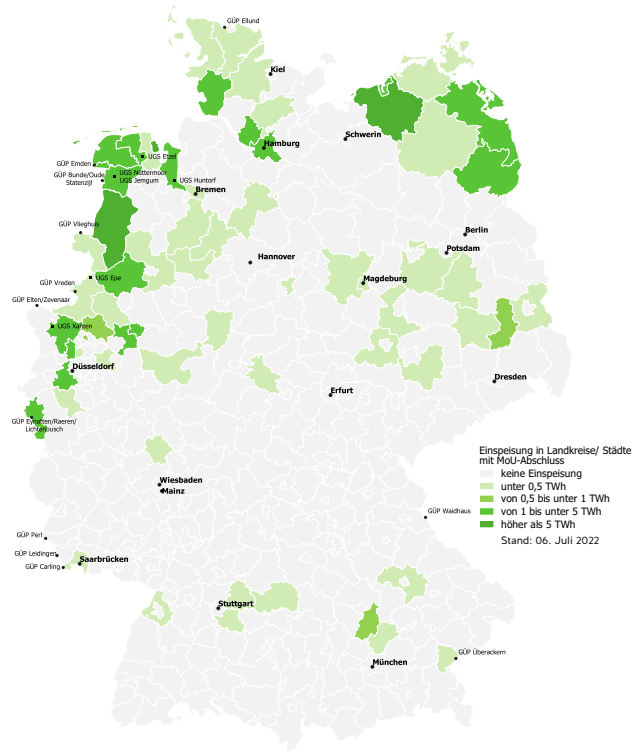 GÜP Ellund
Kiel
Schwerin
Hamburg
UGS Etzel
GÜP Emden
UGS Nüttermoor
GÜP Bunde/Oude
Statenzijl
UGS Jemgum
UGS Huntorf
Bremen
GÜP Vlieghuis
Berlin
Potsdam
Hannover
UGS Epe
Magdeburg
GÜP Vreden
GÜP Elten/Zevenaar
UGS Xanten
Düsseldorf
Dresden
Erfurt
GÜP Eynatten/Raeren/
Lichtenbusch
Einspeisung in Landkreise/ Städte
mit MoU-Abschluss
keine Einspeisung
unter 0,5 TWh
von 0,5 bis unter 1 TWh
von 1 bis unter 5 TWh
höher als 5 TWh
Stand: 06. Juli 2022
Wiesbaden
Mainz
GÜP Waidhaus
GÜP Perl
GÜP Leidingen
Saarbrücken
GÜP Carling
Stuttgart
GÜP Überackern
München